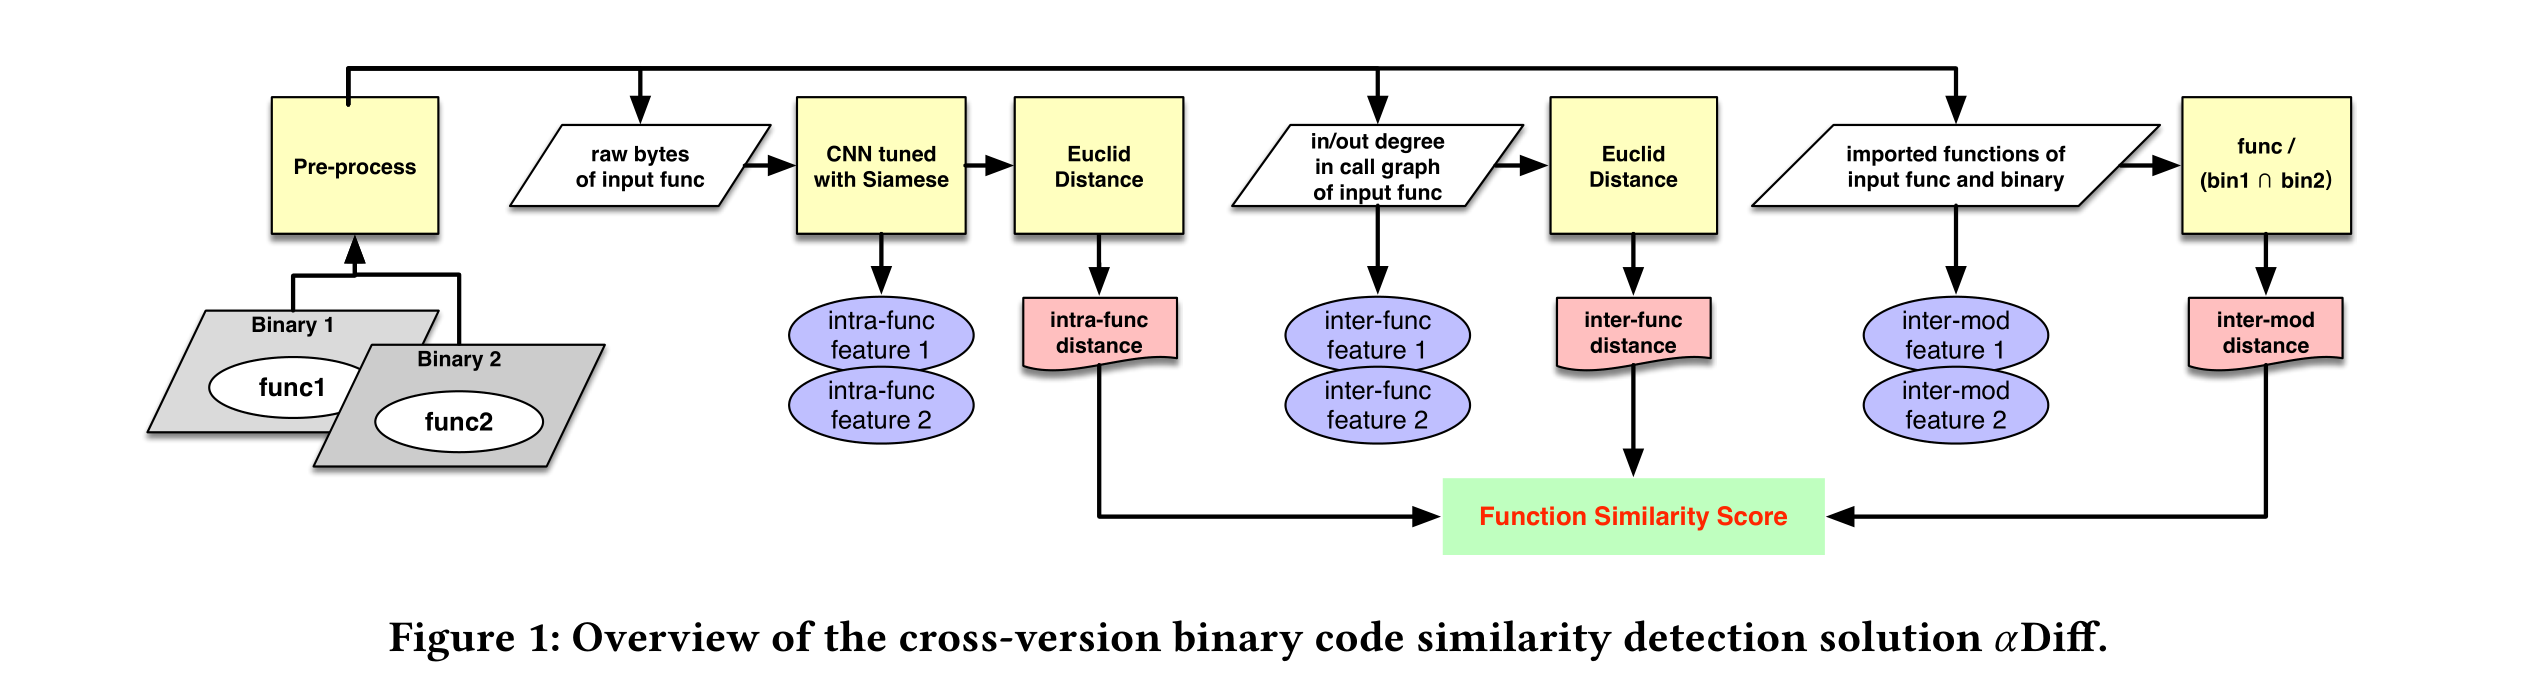 Pre-process
raw bytes
of input func
CNN tuned
with Siamese
Euclid
Distance
in/out degree
in call graph
of input func
Euclid
Distance
imported functions of
input func and binary
func /
(bin1 ∩ bin2)
Binary 1
func1
Binary 2
func2
intra-func
feature 1
intra-func
feature 2
intra-func
distance
inter-func
feature 1
inter-func
feature 2
inter-func
distance
inter-mod
feature 1
inter-mod
feature 2
inter-mod
distance
Function Similarity Score
Figure 1: Overview of the cross-version binary code similarity detection solution αDiff.